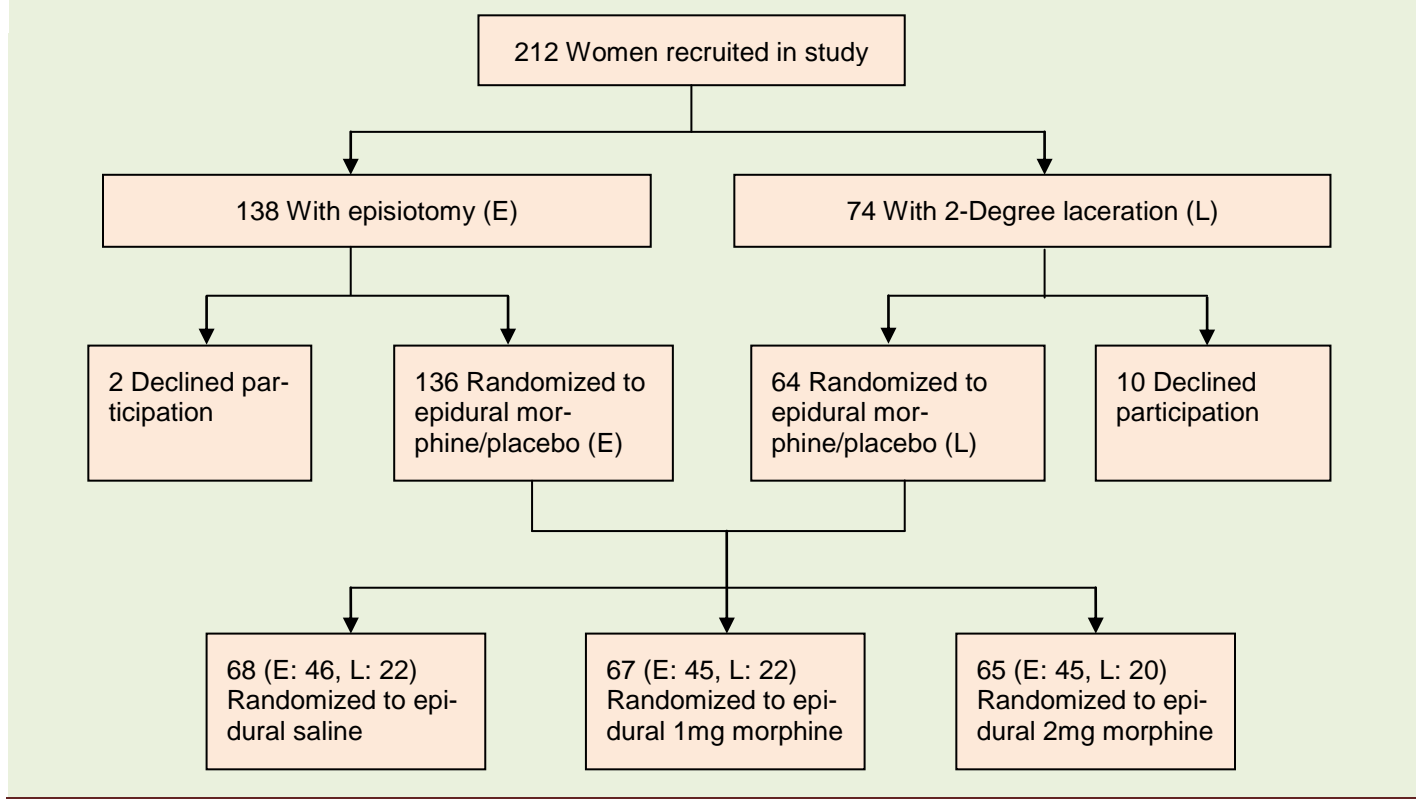 212 Women recruited in study
138 With episiotomy (E)
74 With 2-Degree laceration (L)
2 Declined par-
ticipation
136 Randomized to
epidural mor-
phine/placebo (E)
64 Randomized to
epidural mor-
phine/placebo (L)
10 Declined
participation
68 (E: 46, L: 22)
Randomized to epi-
dural saline
67 (E: 45, L: 22)
Randomized to epi-
dural 1mg morphine
65 (E: 45, L: 20)
Randomized to epi-
dural 2mg morphine